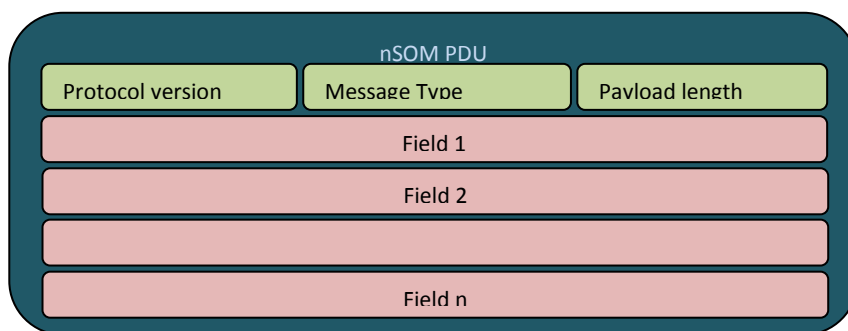 nSOM PDU
Protocol version Message Type Payload length
Field 1
Field 2
Field n